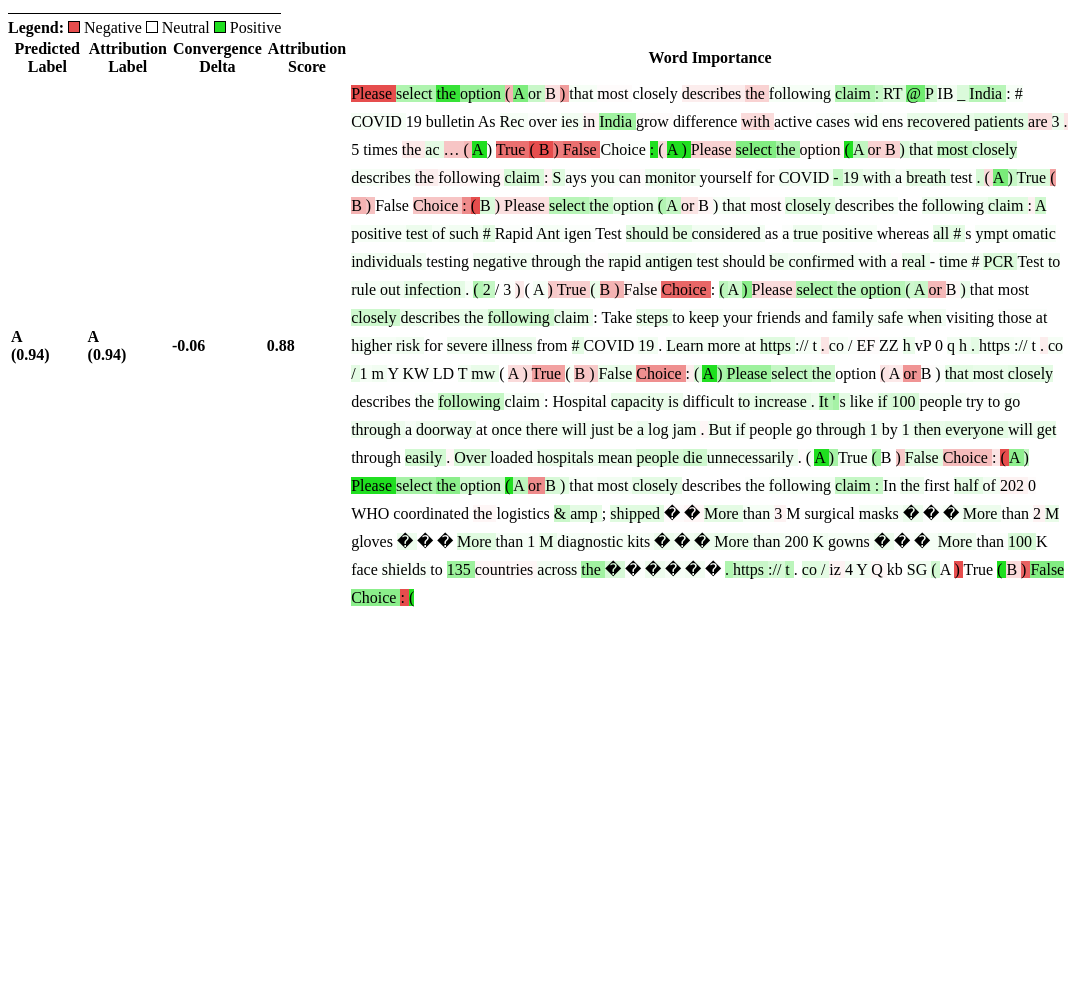 Legend: Negative Neutral Positive
Predicted Label Attribution Label Convergence Delta Attribution Score Word Importance
A (0.94) A (0.94) -0.06 0.88
Please select the option ( A or B ) that most closely describes the following claim : RT @ P IB _ India : #
COVID 19 bulletin As Rec over ies in India grow difference with active cases wid ens recovered patients are 3 .
5 times the ac … ( A ) True ( B ) False Choice : ( A ) Please select the option ( A or B ) that most closely
describes the following claim : S ays you can monitor yourself for COVID - 19 with a breath test . ( A ) True (
B ) False Choice : ( B ) Please select the option ( A or B ) that most closely describes the following claim : A
positive test of such # Rapid Ant igen Test should be considered as a true positive whereas all # s ympt omatic
individuals testing negative through the rapid antigen test should be confirmed with a real - time # PCR Test to
rule out infection . ( 2 / 3 ) ( A ) True ( B ) False Choice : ( A ) Please select the option ( A or B ) that most
closely describes the following claim : Take steps to keep your friends and family safe when visiting those at
higher risk for severe illness from # COVID 19 . Learn more at https :// t . co / EF ZZ h vP 0 q h . https :// t . co
/ 1 m Y KW LD T mw ( A ) True ( B ) False Choice : ( A ) Please select the option ( A or B ) that most closely
describes the following claim : Hospital capacity is difficult to increase . It ' s like if 100 people try to go
through a doorway at once there will just be a log jam . But if people go through 1 by 1 then everyone will get
through easily . Over loaded hospitals mean people die unnecessarily . ( A ) True ( B ) False Choice : ( A )
Please select the option ( A or B ) that most closely describes the following claim : In the first half of 202 0
WHO coordinated the logistics & amp ; shipped � � More than 3 M surgical masks � � � More than 2 M
gloves � � � More than 1 M diagnostic kits � � � More than 200 K gowns � � � More than 100 K
face shields to 135 countries across the � � � � � � . https :// t . co / iz 4 Y Q kb SG ( A ) True ( B ) False
Choice : (